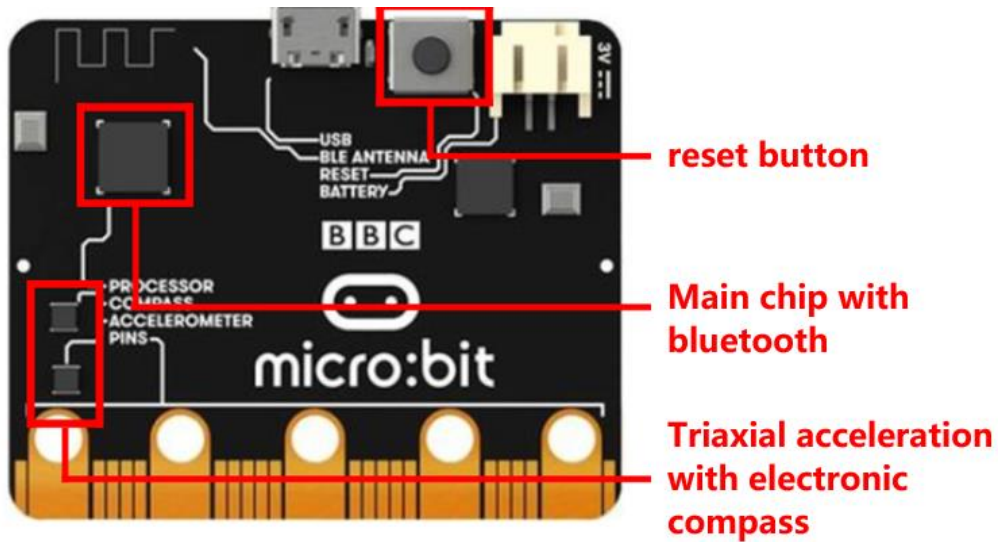 3V
USB
BLE ANTENNA
RESET
BATTERY
reset button
BBC
PROCESSOR
COMPASS
ACCELEROMETER
PINS
Main chip with
bluetooth
micro:bit
Triaxial acceleration
with electronic
compass